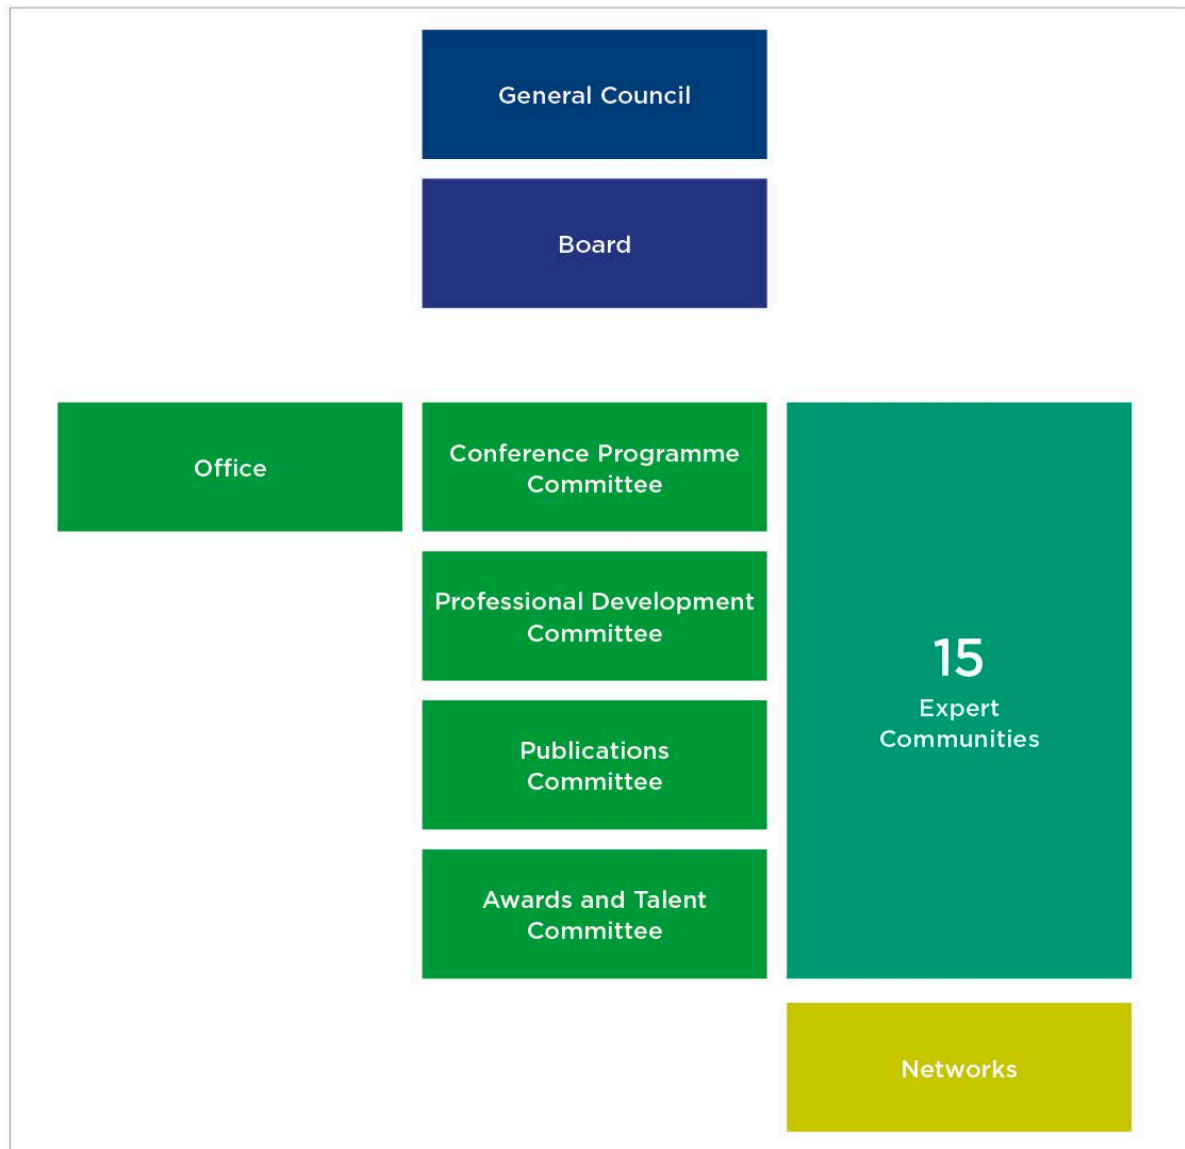 General Council
Board
Office
Conference Programme
Committee
Professional Development
Committee
Publications
Committee
Awards and Talent
Committee
15
Expert
Communities
Networks